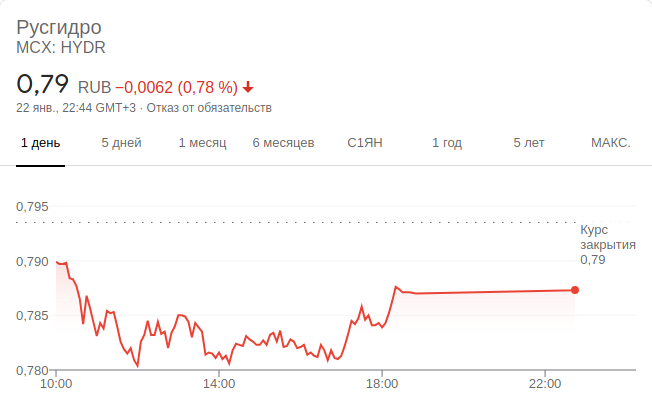 Русгидро
MCX: HYDR
0,79 RUB −0,0062 (0,78 %)
22 янв., 22:44 GMT+3 · Отказ от обязательств
1 день 5 дней 1 месяц 6 месяцев С1ЯН 1 год 5 лет МАКС.
0,795
Курс
закрытия
0,79
0,790
0,785
0,780
10:00 14:00 18:00 22:00